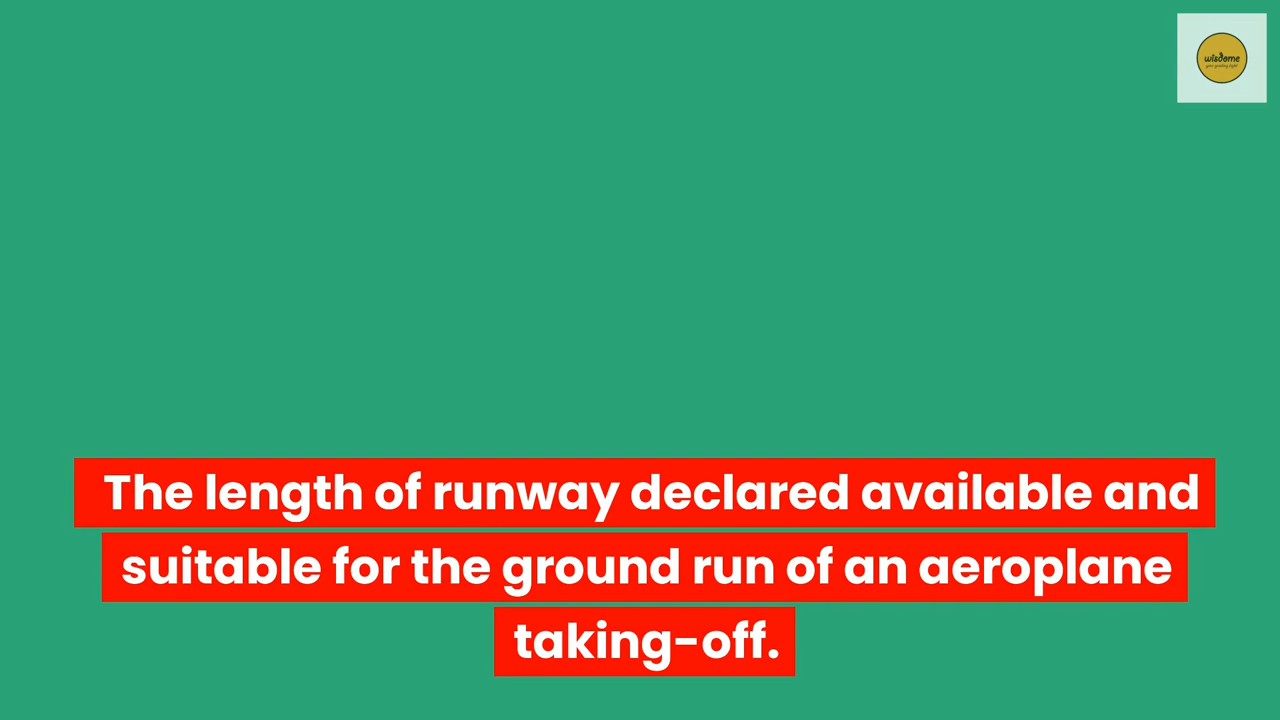 wisdome
The length of runway declared available and
suitable for the ground run of an aeroplane
taking-off.